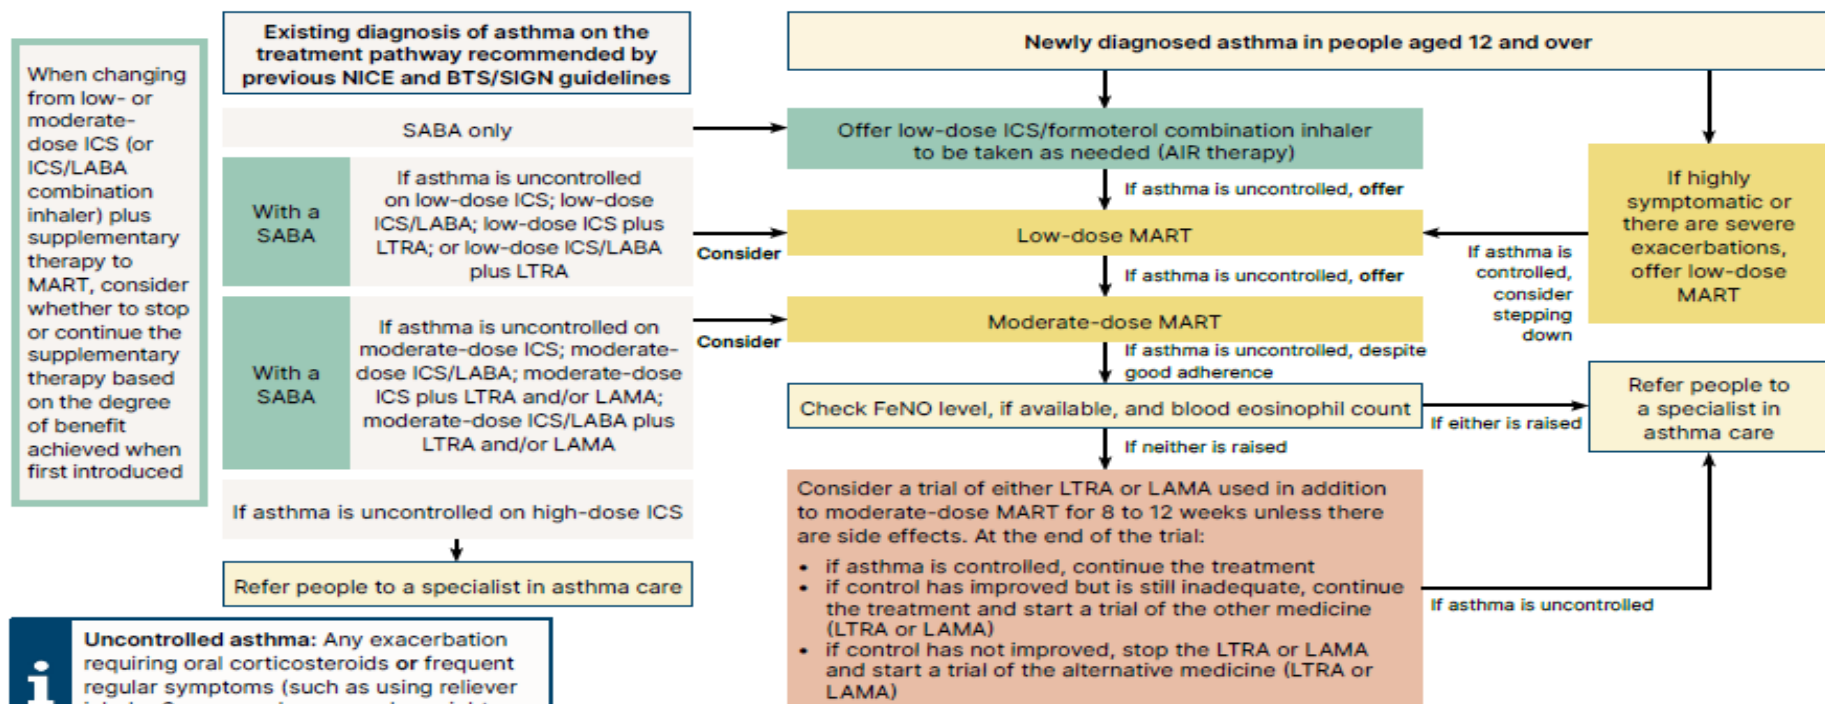 When changing
from low- or
moderate-
dose ICS (or
ICS/LABA
combination
inhaler) plus
supplementary
therapy to
MART, consider
whether to stop
or continue the
supplementary
therapy based
on the degree
of benefit
achieved when
first introduced
Existing diagnosis of asthma on the
treatment pathway recommended by
previous NICE and BTS/SIGN guidelines
SABA only
With a
SABA
If asthma is uncontrolled
on low-dose ICS; low-dose
ICS/LABA; low-dose ICS plus
LTRA; or low-dose ICS/LABA
plus LTRA
Consider
With a
SABA
If asthma is uncontrolled on
moderate-dose ICS; moderate-
dose ICS/LABA; moderate-dose
ICS plus LTRA and/or LAMA;
moderate-dose ICS/LABA plus
LTRA and/or LAMA
Consider
If asthma is uncontrolled on high-dose ICS
Refer people to a specialist in asthma care
i
Uncontrolled asthma: Any exacerbation
requiring oral corticosteroids or frequent
regular symptoms (such as using reliever
Newly diagnosed asthma in people aged 12 and over
Offer low-dose ICS/formoterol combination inhaler
to be taken as needed (AIR therapy)
If asthma is uncontrolled, offer
Low-dose MART
If asthma is uncontrolled, offer
Moderate-dose MART
If asthma is uncontrolled, despite
good adherence
Check FeNO level, if available, and blood eosinophil count
If neither is raised
Consider a trial of either LTRA or LAMA used in addition
to moderate-dose MART for 8 to 12 weeks unless there
are side effects. At the end of the trial:
• if asthma is controlled, continue the treatment
• if control has improved but is still inadequate, continue
the treatment and start a trial of the other medicine
(LTRA or LAMA)
• if control has not improved, stop the LTRA or LAMA
and start a trial of the alternative medicine (LTRA or
LAMA)
If highly
symptomatic or
there are severe
exacerbations,
offer low-dose
MART
If asthma is
controlled,
consider
stepping
down
If either is raised
Refer people to
a specialist in
asthma care
If asthma is uncontrolled